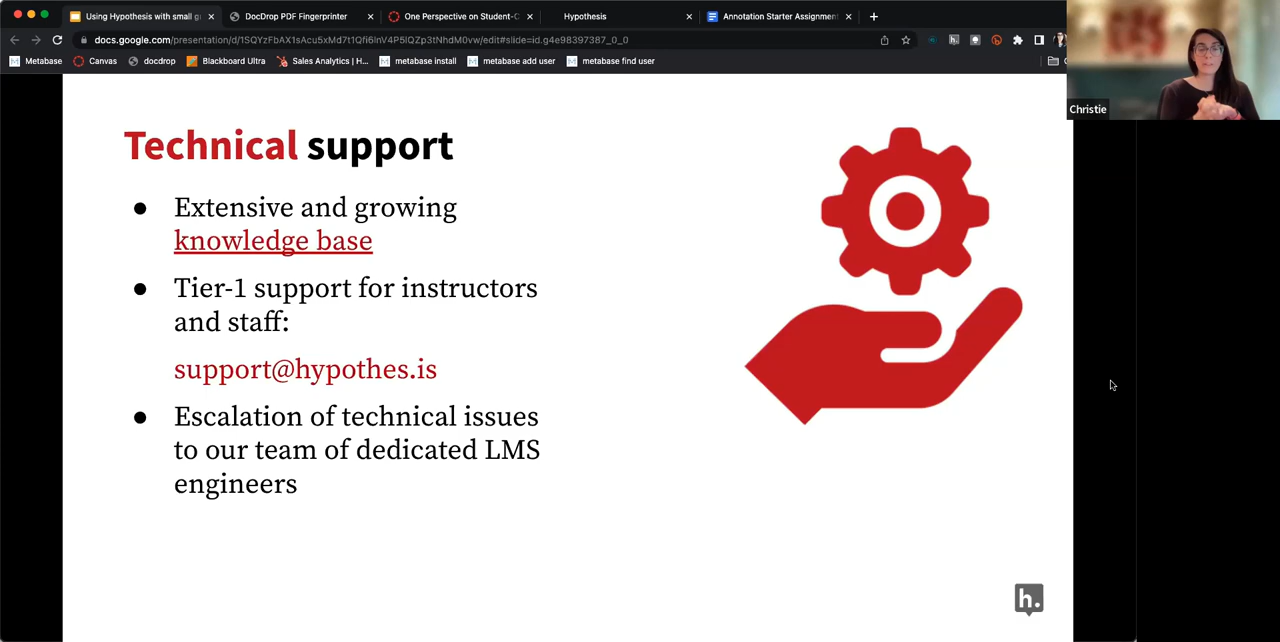 Using Hypothesis with small g
DocDrop PDF Fingerprinter
One Perspective on Student-C
Hypothesis
Annotation Starter Assignment
docs.google.com/presentation/d/1SQYzFbAX1sAcu5xMd7t1Qfi6lnV4P5lQZp3tNhdM0vw/edit#slide=id.g4e98397387_0_0
Metabase
Canvas
docdrop
Blackboard Ultra
Sales Analytics | H...
metabase install
metabase add user
metabase find user
Christie
Technical support
● Extensive and growing
knowledge base
● Tier-1 support for instructors
and staff:
support@hypothes.is
● Escalation of technical issues
to our team of dedicated LMS
engineers
h.